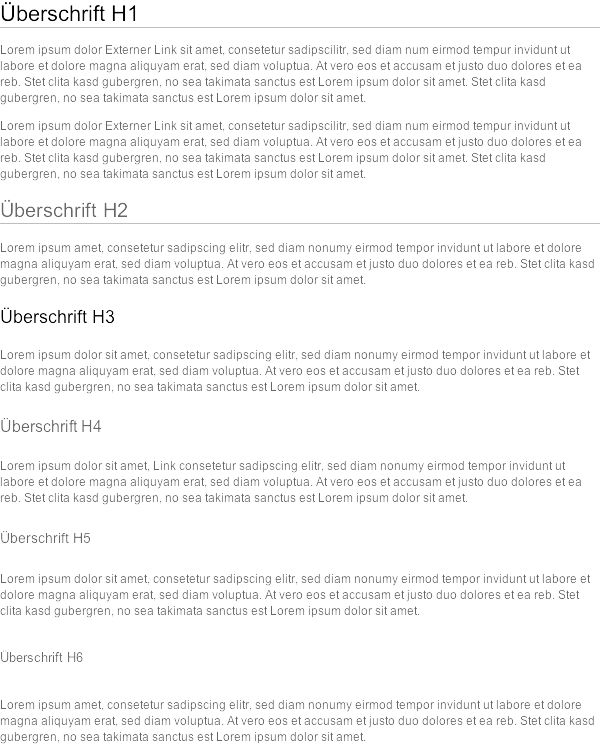 Überschrift H1
Lorem ipsum dolor Externer Link sit amet, consetetur sadipscilitr, sed diam num eirmod tempur invidunt ut
labore et dolore magna aliquyam erat, sed diam voluptua. At vero eos et accusam et justo duo dolores et ea
reb. Stet clita kasd gubergren, no sea takimata sanctus est Lorem ipsum dolor sit amet. Stet clita kasd
gubergren, no sea takimata sanctus est Lorem ipsum dolor sit amet.
Lorem ipsum dolor Externer Link sit amet, consetetur sadipscilitr, sed diam num eirmod tempur invidunt ut
labore et dolore magna aliquyam erat, sed diam voluptua. At vero eos et accusam et justo duo dolores et ea
reb. Stet clita kasd gubergren, no sea takimata sanctus est Lorem ipsum dolor sit amet. Stet clita kasd
gubergren, no sea takimata sanctus est Lorem ipsum dolor sit amet.
Überschrift H2
Lorem ipsum amet, consetetur sadipscing elitr, sed diam nonumy eirmod tempor invidunt ut labore et dolore
magna aliquyam erat, sed diam voluptua. At vero eos et accusam et justo duo dolores et ea reb. Stet clita kasd
gubergren, no sea takimata sanctus est Lorem ipsum dolor sit amet.
Überschrift H3
Lorem ipsum dolor sit amet, consetetur sadipscing elitr, sed diam nonumy eirmod tempor invidunt ut labore et
dolore magna aliquyam erat, sed diam voluptua. At vero eos et accusam et justo duo dolores et ea reb. Stet
clita kasd gubergren, no sea takimata sanctus est Lorem ipsum dolor sit amet.
Überschrift H4
Lorem ipsum dolor sit amet, Link consetetur sadipscing elitr, sed diam nonumy eirmod tempor invidunt ut
labore et dolore magna aliquyam erat, sed diam voluptua. At vero eos et accusam et justo duo dolores et ea
reb. Stet clita kasd gubergren, no sea takimata sanctus est Lorem ipsum dolor sit amet.
Überschrift H5
Lorem ipsum dolor sit amet, consetetur sadipscing elitr, sed diam nonumy eirmod tempor invidunt ut labore et
dolore magna aliquyam erat, sed diam voluptua. At vero eos et accusam et justo duo dolores et ea reb. Stet
clita kasd gubergren, no sea takimata sanctus est Lorem ipsum dolor sit amet.
Überschrift H6
Lorem ipsum amet, consetetur sadipscing elitr, sed diam nonumy eirmod tempor invidunt ut labore et dolore
magna aliquyam erat, sed diam voluptua. At vero eos et accusam et justo duo dolores et ea reb. Stet clita kasd
gubergren, no sea takimata sanctus est Lorem ipsum dolor sit amet.